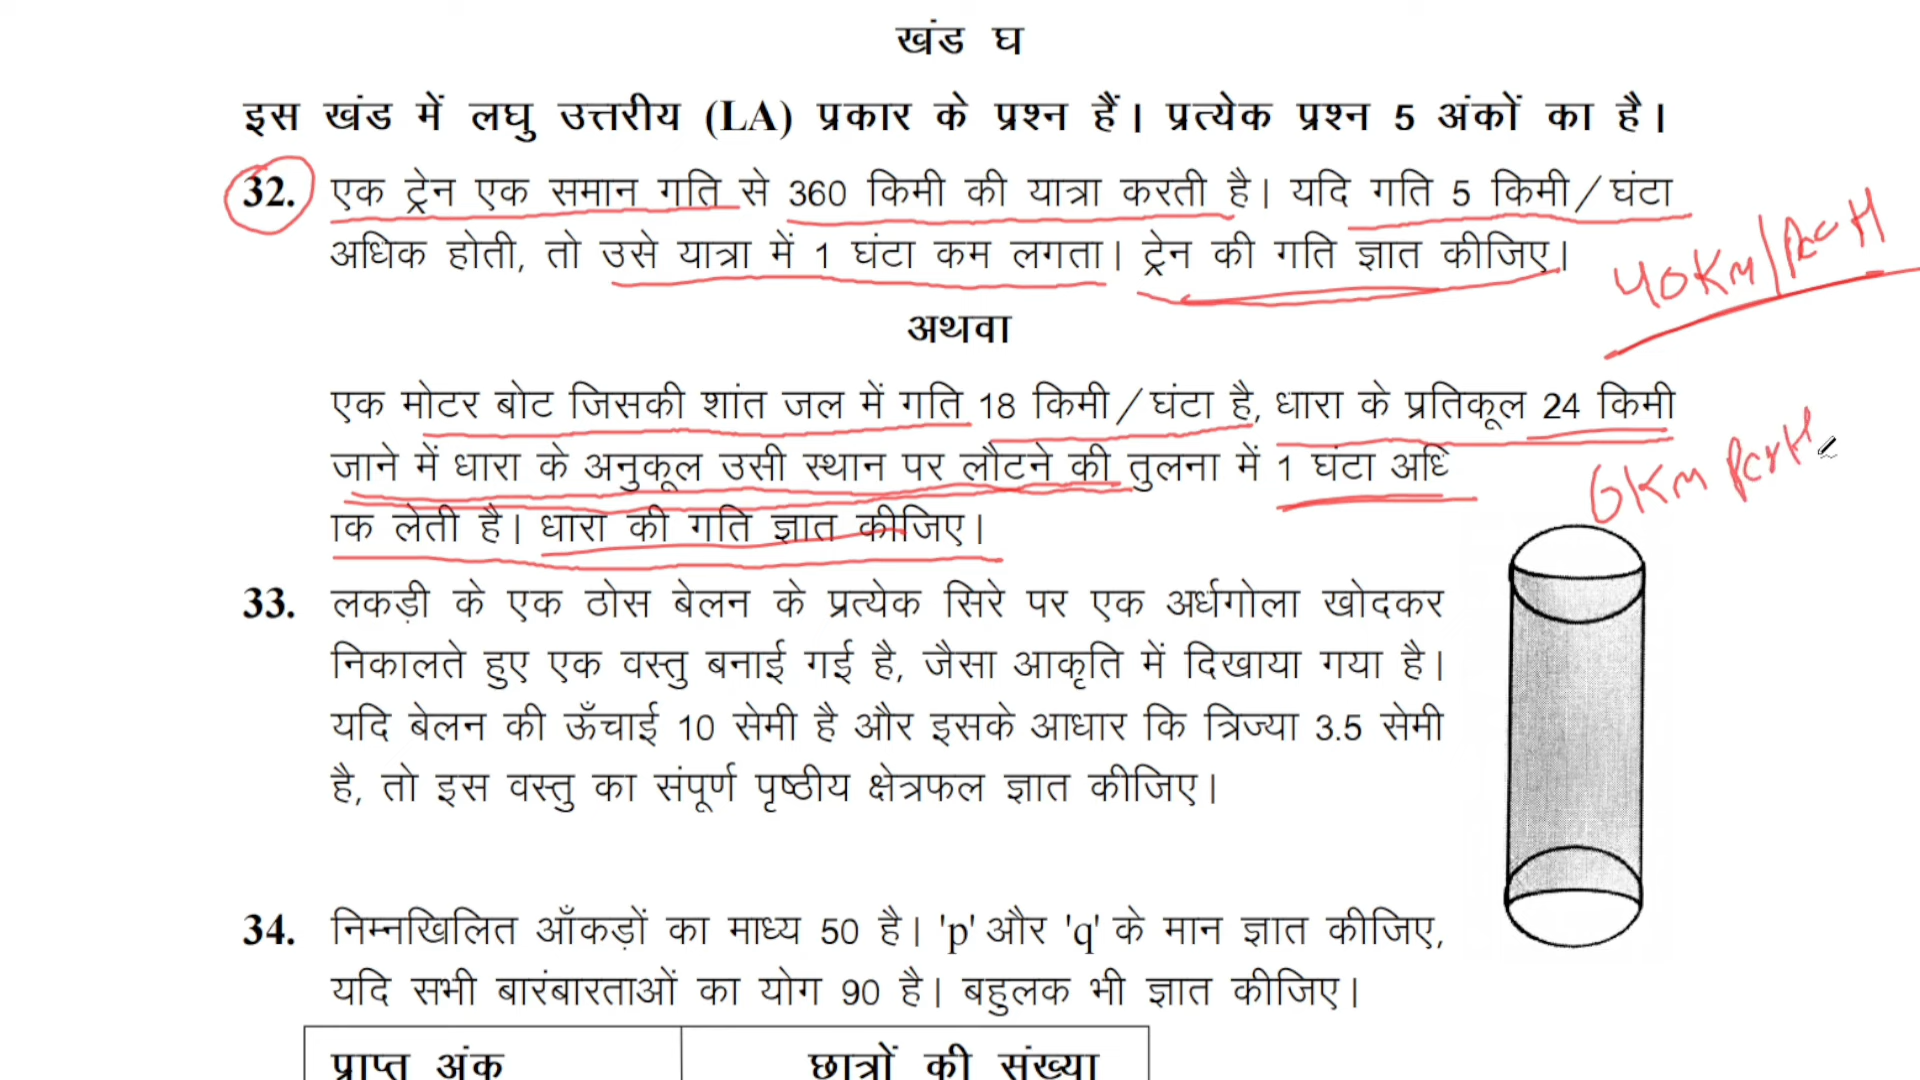 खंड घ
इस खंड में लघु उत्तरीय (LA) प्रकार के प्रश्न हैं। प्रत्येक प्रश्न 5 अंकों का है।
32. एक ट्रेन एक समान गति से 360 किमी की यात्रा करती है। यदि गति 5 किमी/घंटा
अधिक होती, तो उसे यात्रा में 1 घंटा कम लगता। ट्रेन की गति ज्ञात कीजिए।
40Km/Per H
अथवा
एक मोटर बोट जिसकी शांत जल में गति 18 किमी/घंटा है, धारा के प्रतिकूल 24 किमी
जाने में धारा के अनुकूल उसी स्थान पर लौटने की तुलना में 1 घंटा अधि
ाक लेती है। धारा की गति ज्ञात कीजिए।
6Km PerH
33. लकड़ी के एक ठोस बेलन के प्रत्येक सिरे पर एक अर्धगोला खोदकर
निकालते हुए एक वस्तु बनाई गई है, जैसा आकृति में दिखाया गया है।
यदि बेलन की ऊँचाई 10 सेमी है और इसके आधार कि त्रिज्या 3.5 सेमी
है, तो इस वस्तु का संपूर्ण पृष्ठीय क्षेत्रफल ज्ञात कीजिए।
34. निम्नखिलित आँकड़ों का माध्य 50 है। 'p' और 'q' के मान ज्ञात कीजिए,
यदि सभी बारंबारताओं का योग 90 है। बहुलक भी ज्ञात कीजिए।
प्राप्त अंक छात्रों की संख्या